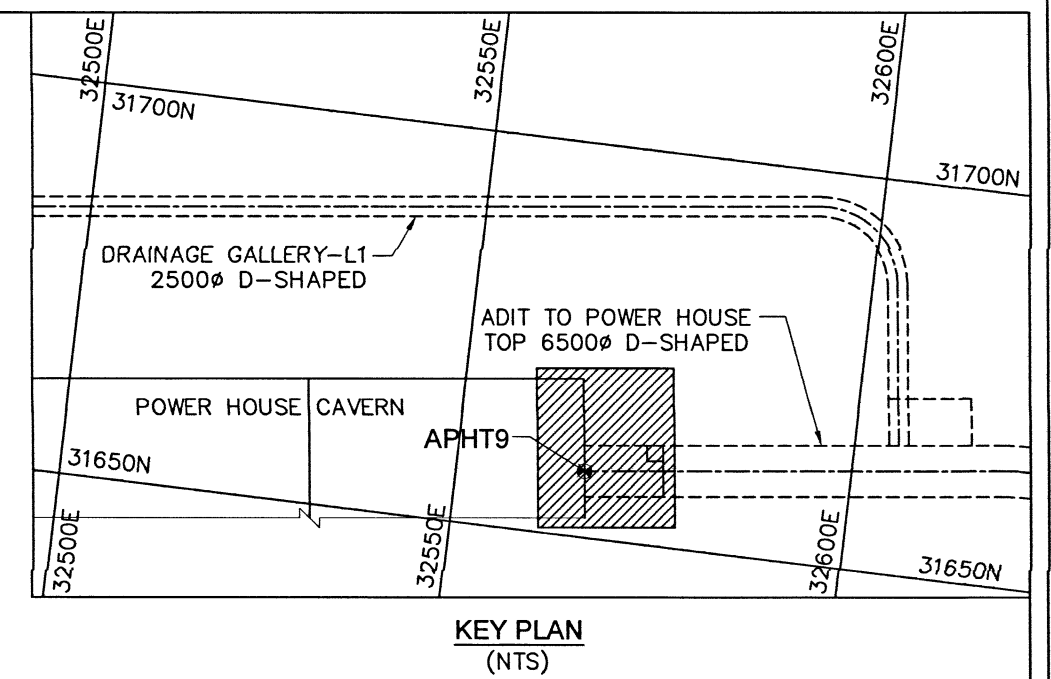 32500E
32550E
32600E
31700N
31700N
DRAINAGE GALLERY-L1
2500ø D-SHAPED
ADIT TO POWER HOUSE
TOP 6500ø D-SHAPED
POWER HOUSE CAVERN
APHT9
31650N
32500E
32550E
32600E
31650N
KEY PLAN
(NTS)